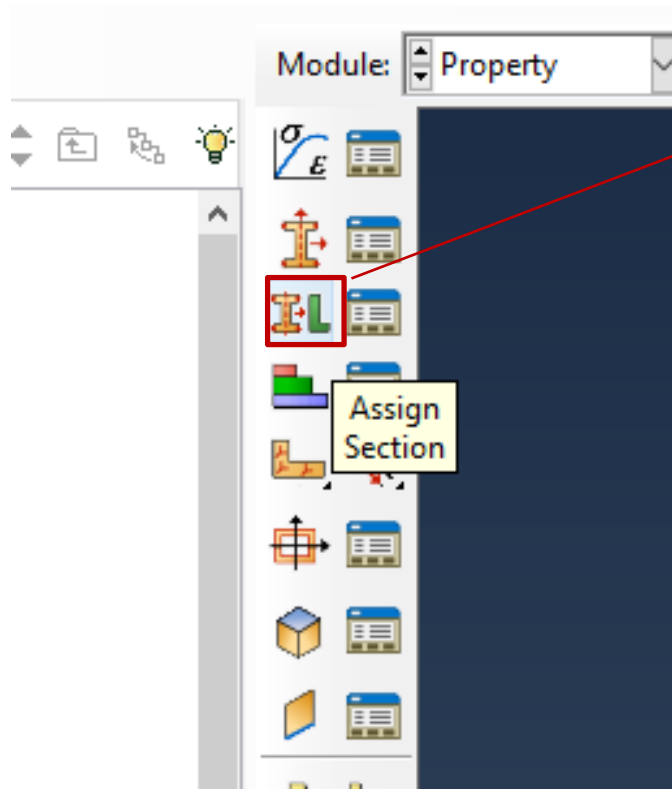 Module: Property
σ
ε
Assign
Section